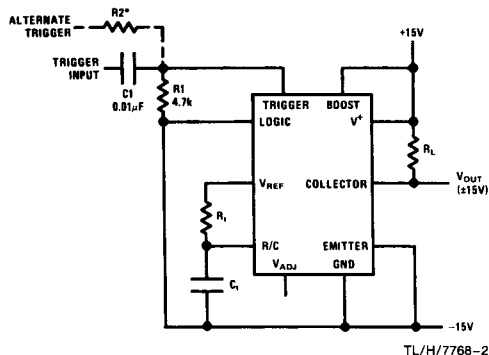 ALTERNATE
TRIGGER
R2*
+15V
TRIGGER
INPUT
C1
0.01µF
R1
4.7k
TRIGGER
BOOST
LOGIC
V+
RL
VREF
COLLECTOR
VOUT
(±15V)
Rt
R/C
EMITTER
VADJ
GND
Ct
–15V
TL/H/7768–2